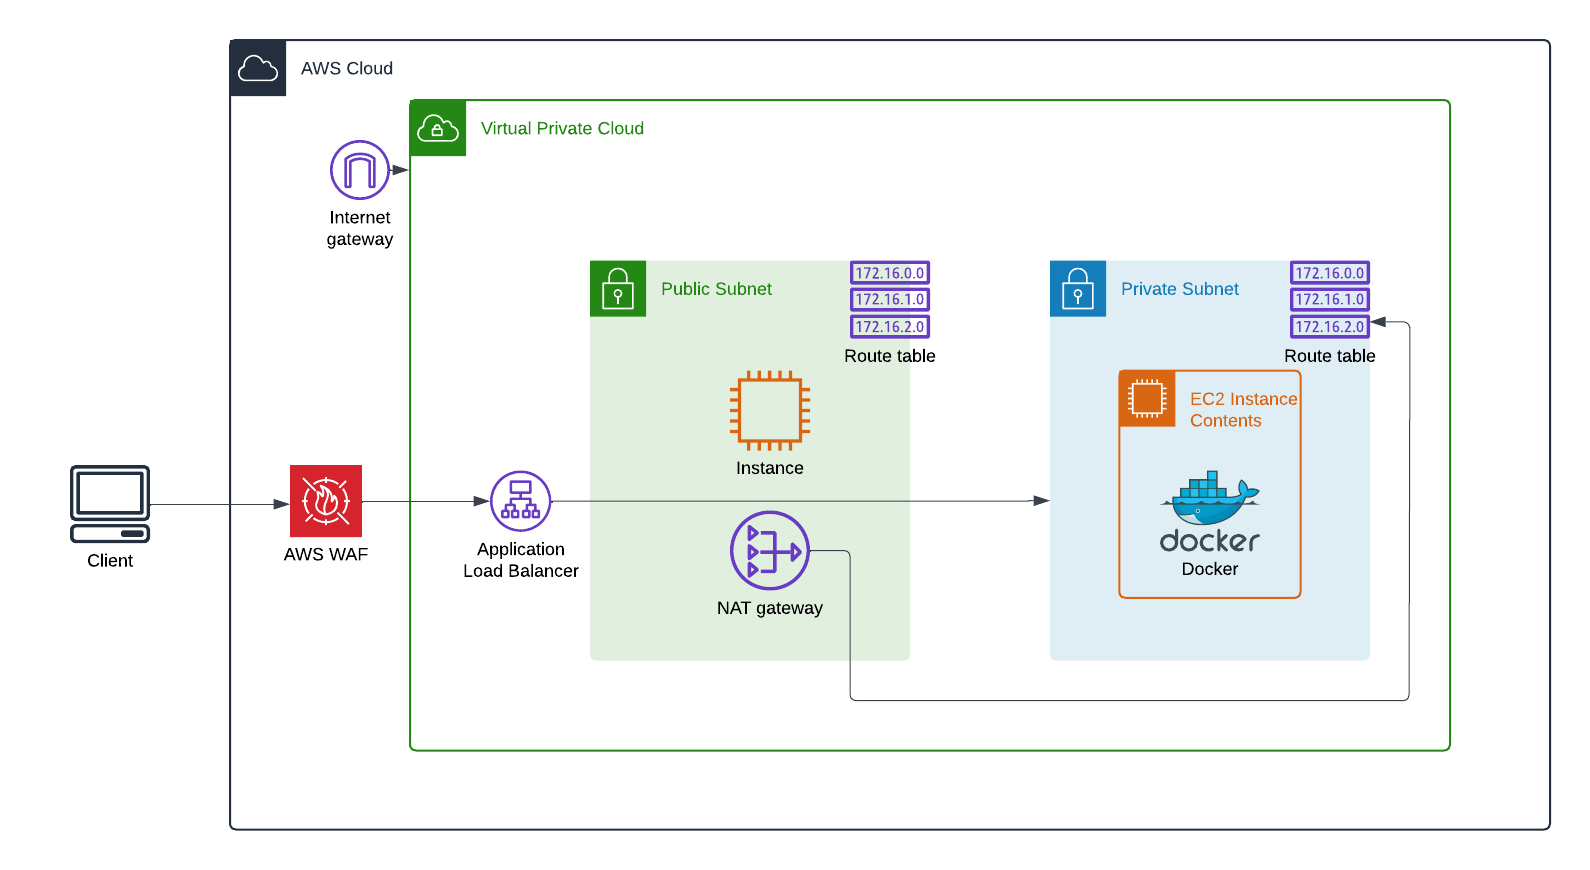 AWS Cloud
Virtual Private Cloud
Internet
gateway
Public Subnet
172.16.0.0
172.16.1.0
172.16.2.0
Route table
Private Subnet
172.16.0.0
172.16.1.0
172.16.2.0
Route table
Instance
EC2 Instance
Contents
Client
AWS WAF
Application
Load Balancer
NAT gateway
docker
Docker